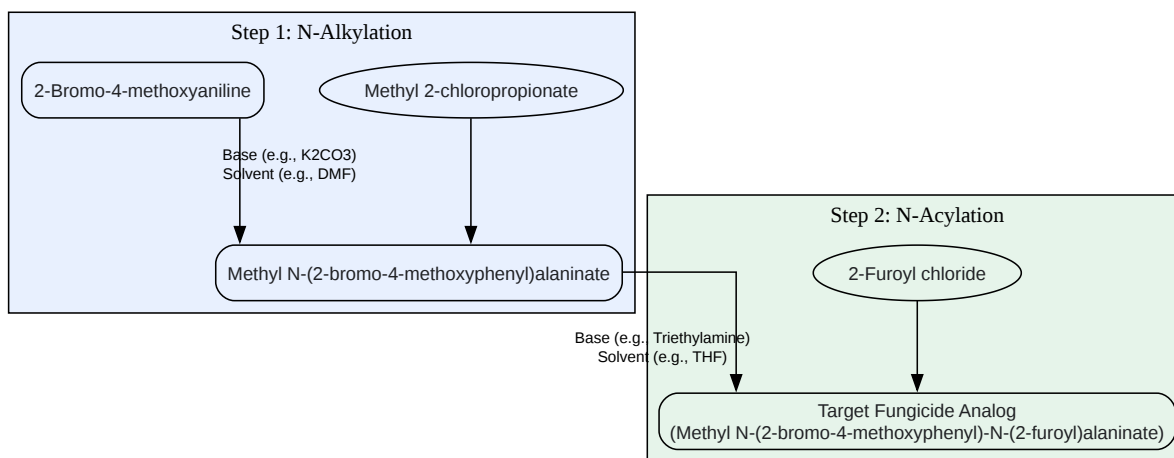 Step 1: N-Alkylation
2-Bromo-4-methoxyaniline
Methyl 2-chloropropionate
Base (e.g., K2CO3)
Solvent (e.g., DMF)
Methyl N-(2-bromo-4-methoxyphenyl)alaninate
Step 2: N-Acylation
2-Furoyl chloride
Base (e.g., Triethylamine)
Solvent (e.g., THF)
Target Fungicide Analog
(Methyl N-(2-bromo-4-methoxyphenyl)-N-(2-furoyl)alaninate)